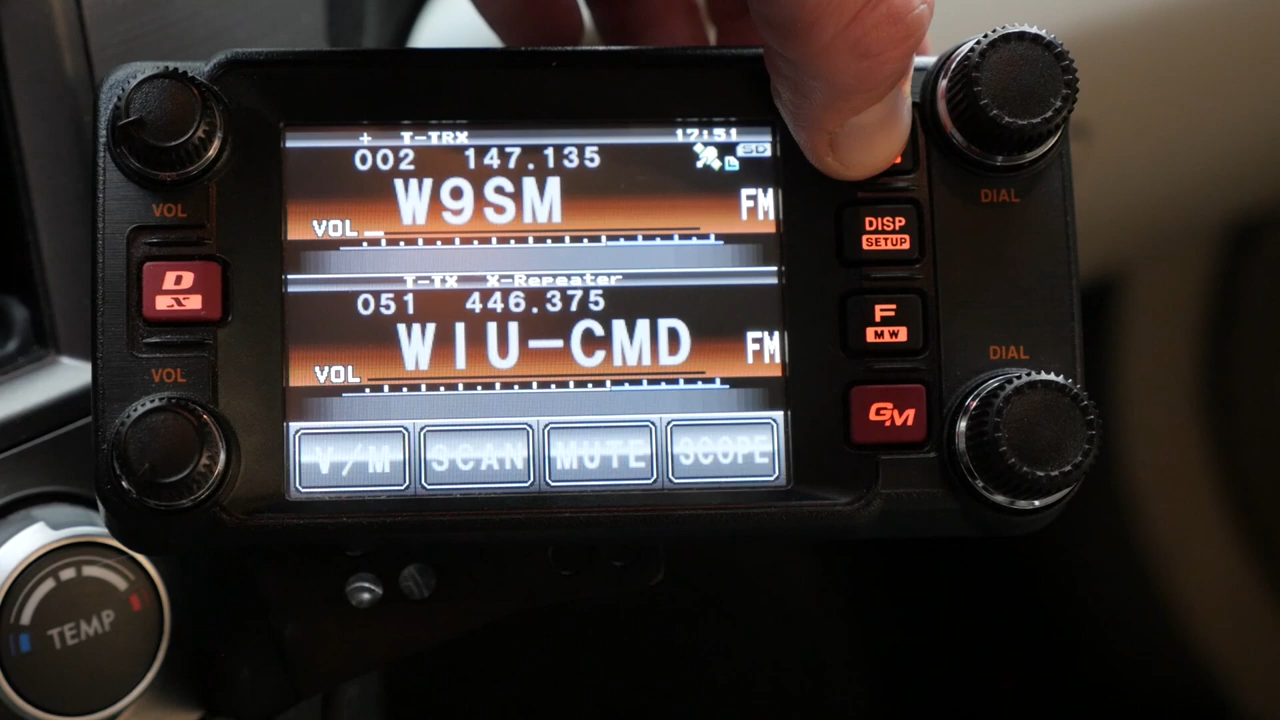 + T-TRX 17:51
002 147.135 SD
W9SM FM
VOL
T-TX X-Repeater
051 446.375
WIU-CMD FM
VOL
V/M SCAN MUTE SCOPE
VOL
D
X
VOL
DIAL
DISP
SETUP
F
MW
GM
DIAL
TEMP